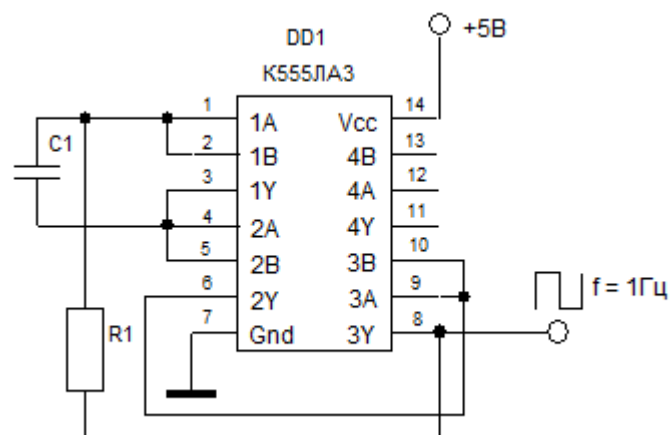 +5В
DD1
К555ЛА3
1 1A Vcc 14
C1
2 1B 4B 13
3 1Y 4A 12
4 2A 4Y 11
5 2B 3B 10
6 2Y 3A 9
f = 1Гц
7 Gnd 3Y 8
R1